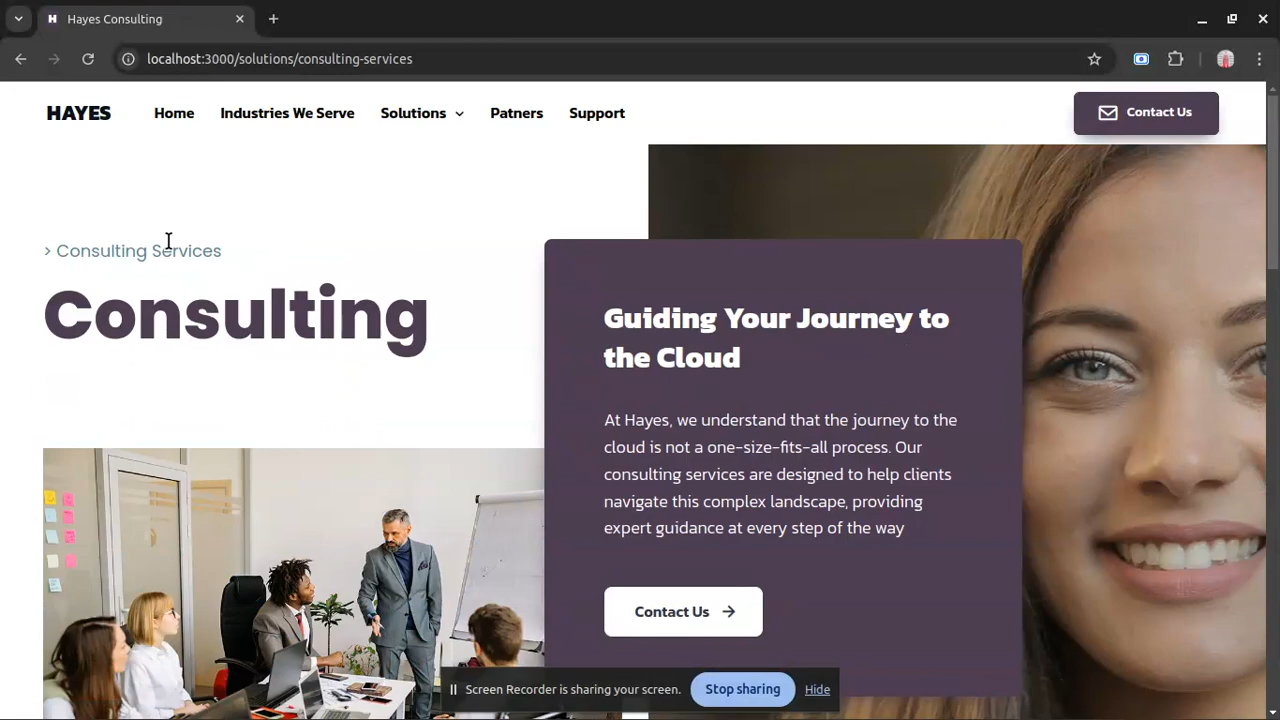 Hayes Consulting
localhost:3000/solutions/consulting-services
HAYES
Home
Industries We Serve
Solutions
Patners
Support
Contact Us
> Consulting Services
Consulting
Guiding Your Journey to
the Cloud
At Hayes, we understand that the journey to the
cloud is not a one-size-fits-all process. Our
consulting services are designed to help clients
navigate this complex landscape, providing
expert guidance at every step of the way
Contact Us
Screen Recorder is sharing your screen.
Stop sharing
Hide